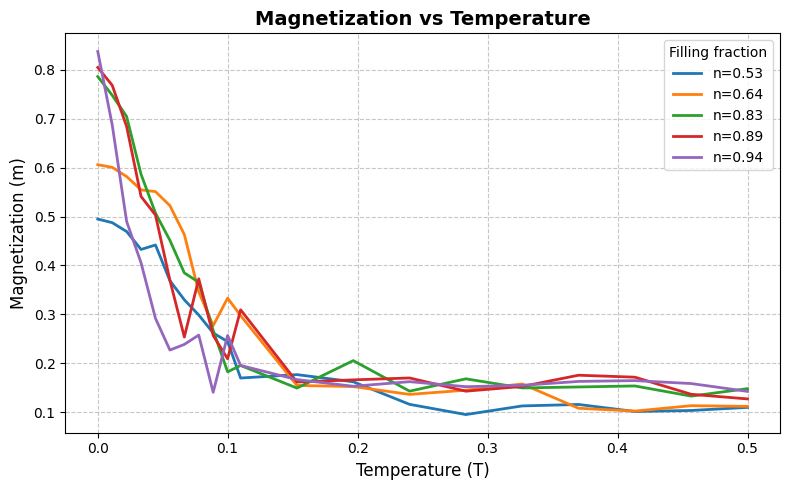 Magnetization vs Temperature
Filling fraction
n=0.53
n=0.64
n=0.83
n=0.89
n=0.94
Magnetization (m)
0.8
0.7
0.6
0.5
0.4
0.3
0.2
0.1
0.0 0.1 0.2 0.3 0.4 0.5
Temperature (T)